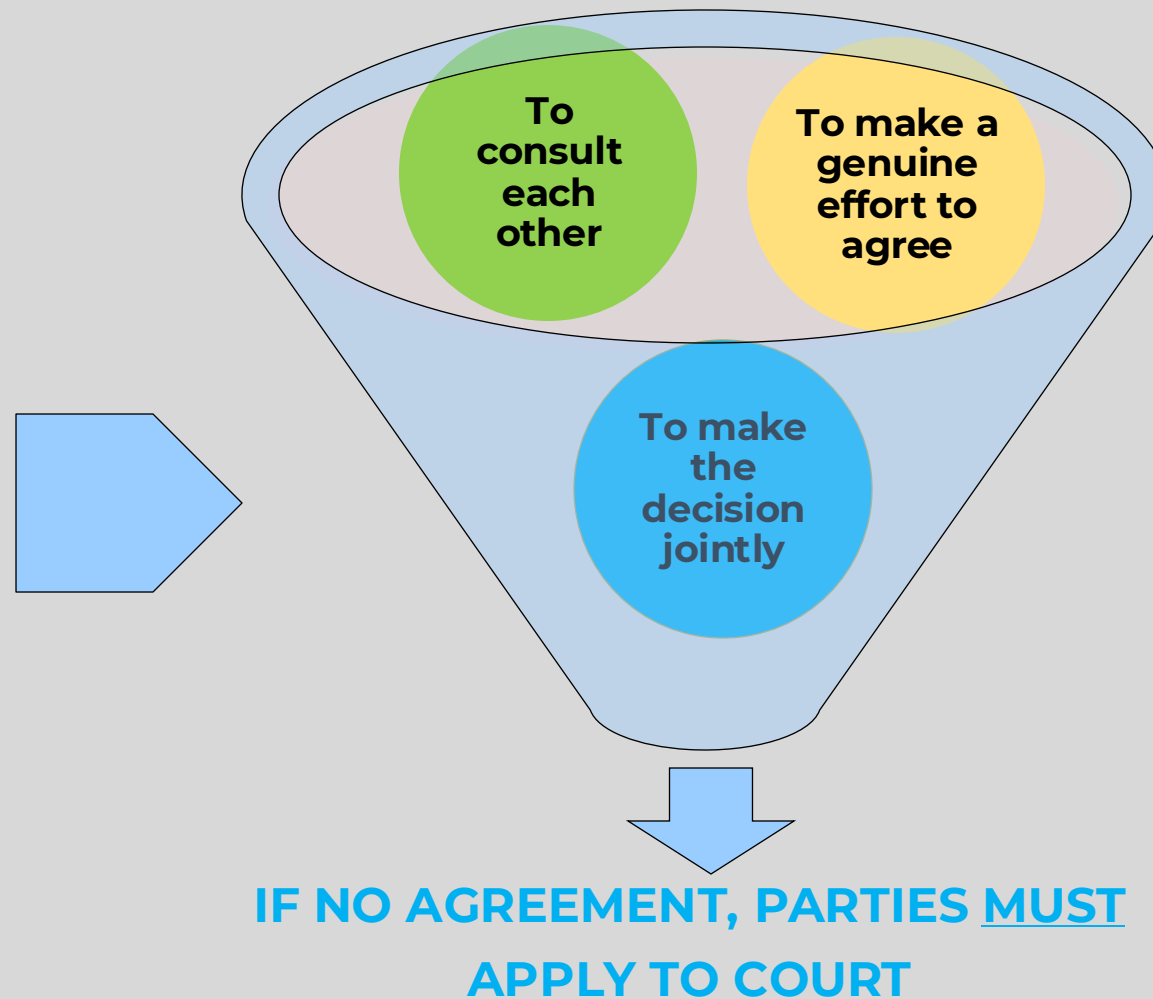 To
consult
each
other
To make a
genuine
effort to
agree
To make
the
decision
jointly
IF NO AGREEMENT, PARTIES MUST
APPLY TO COURT